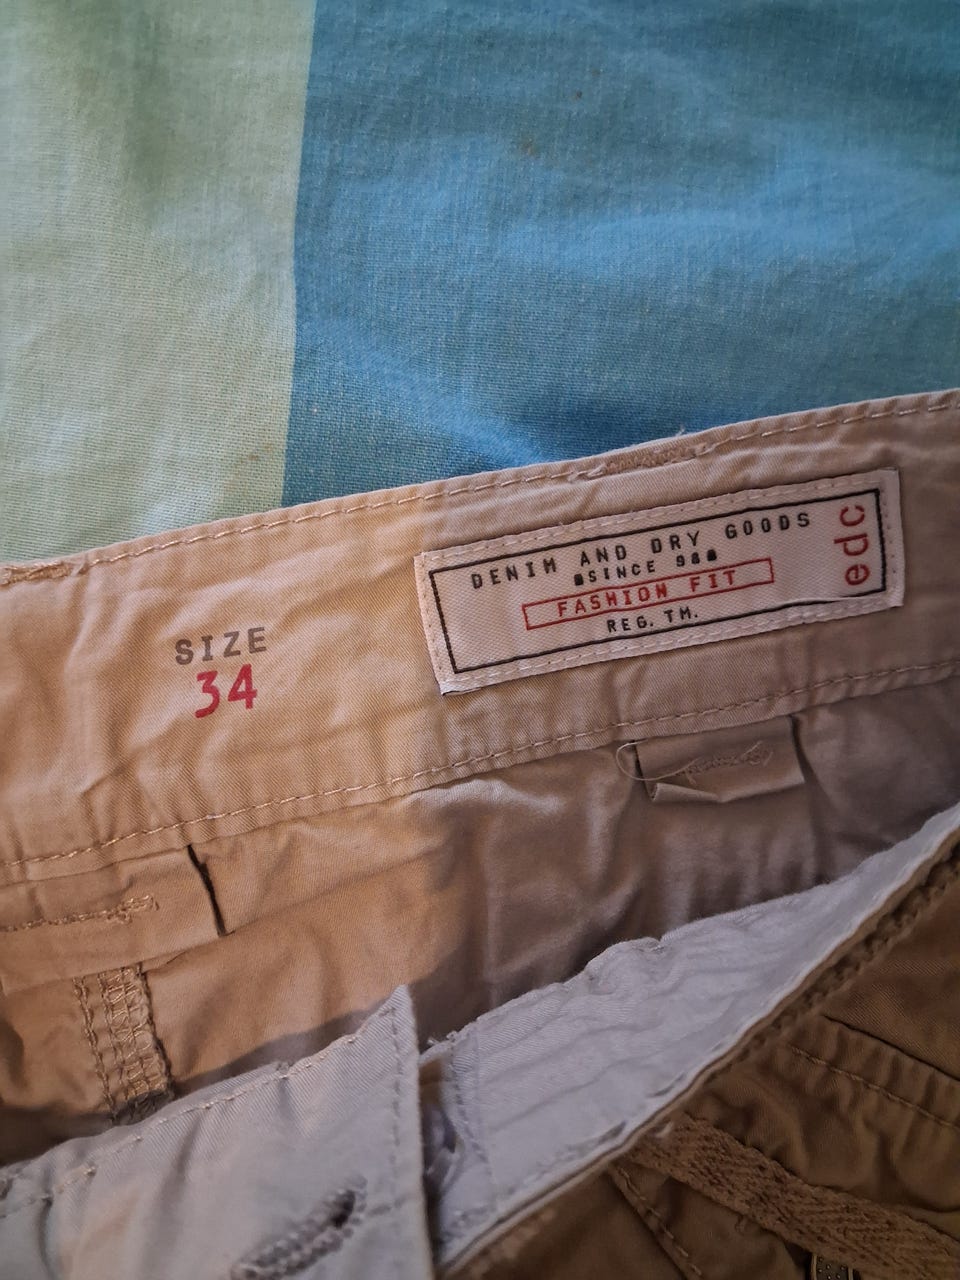 SIZE
34
DENIM AND DRY GOODS
SINCE 98
FASHION FIT
REG. TM.
edc